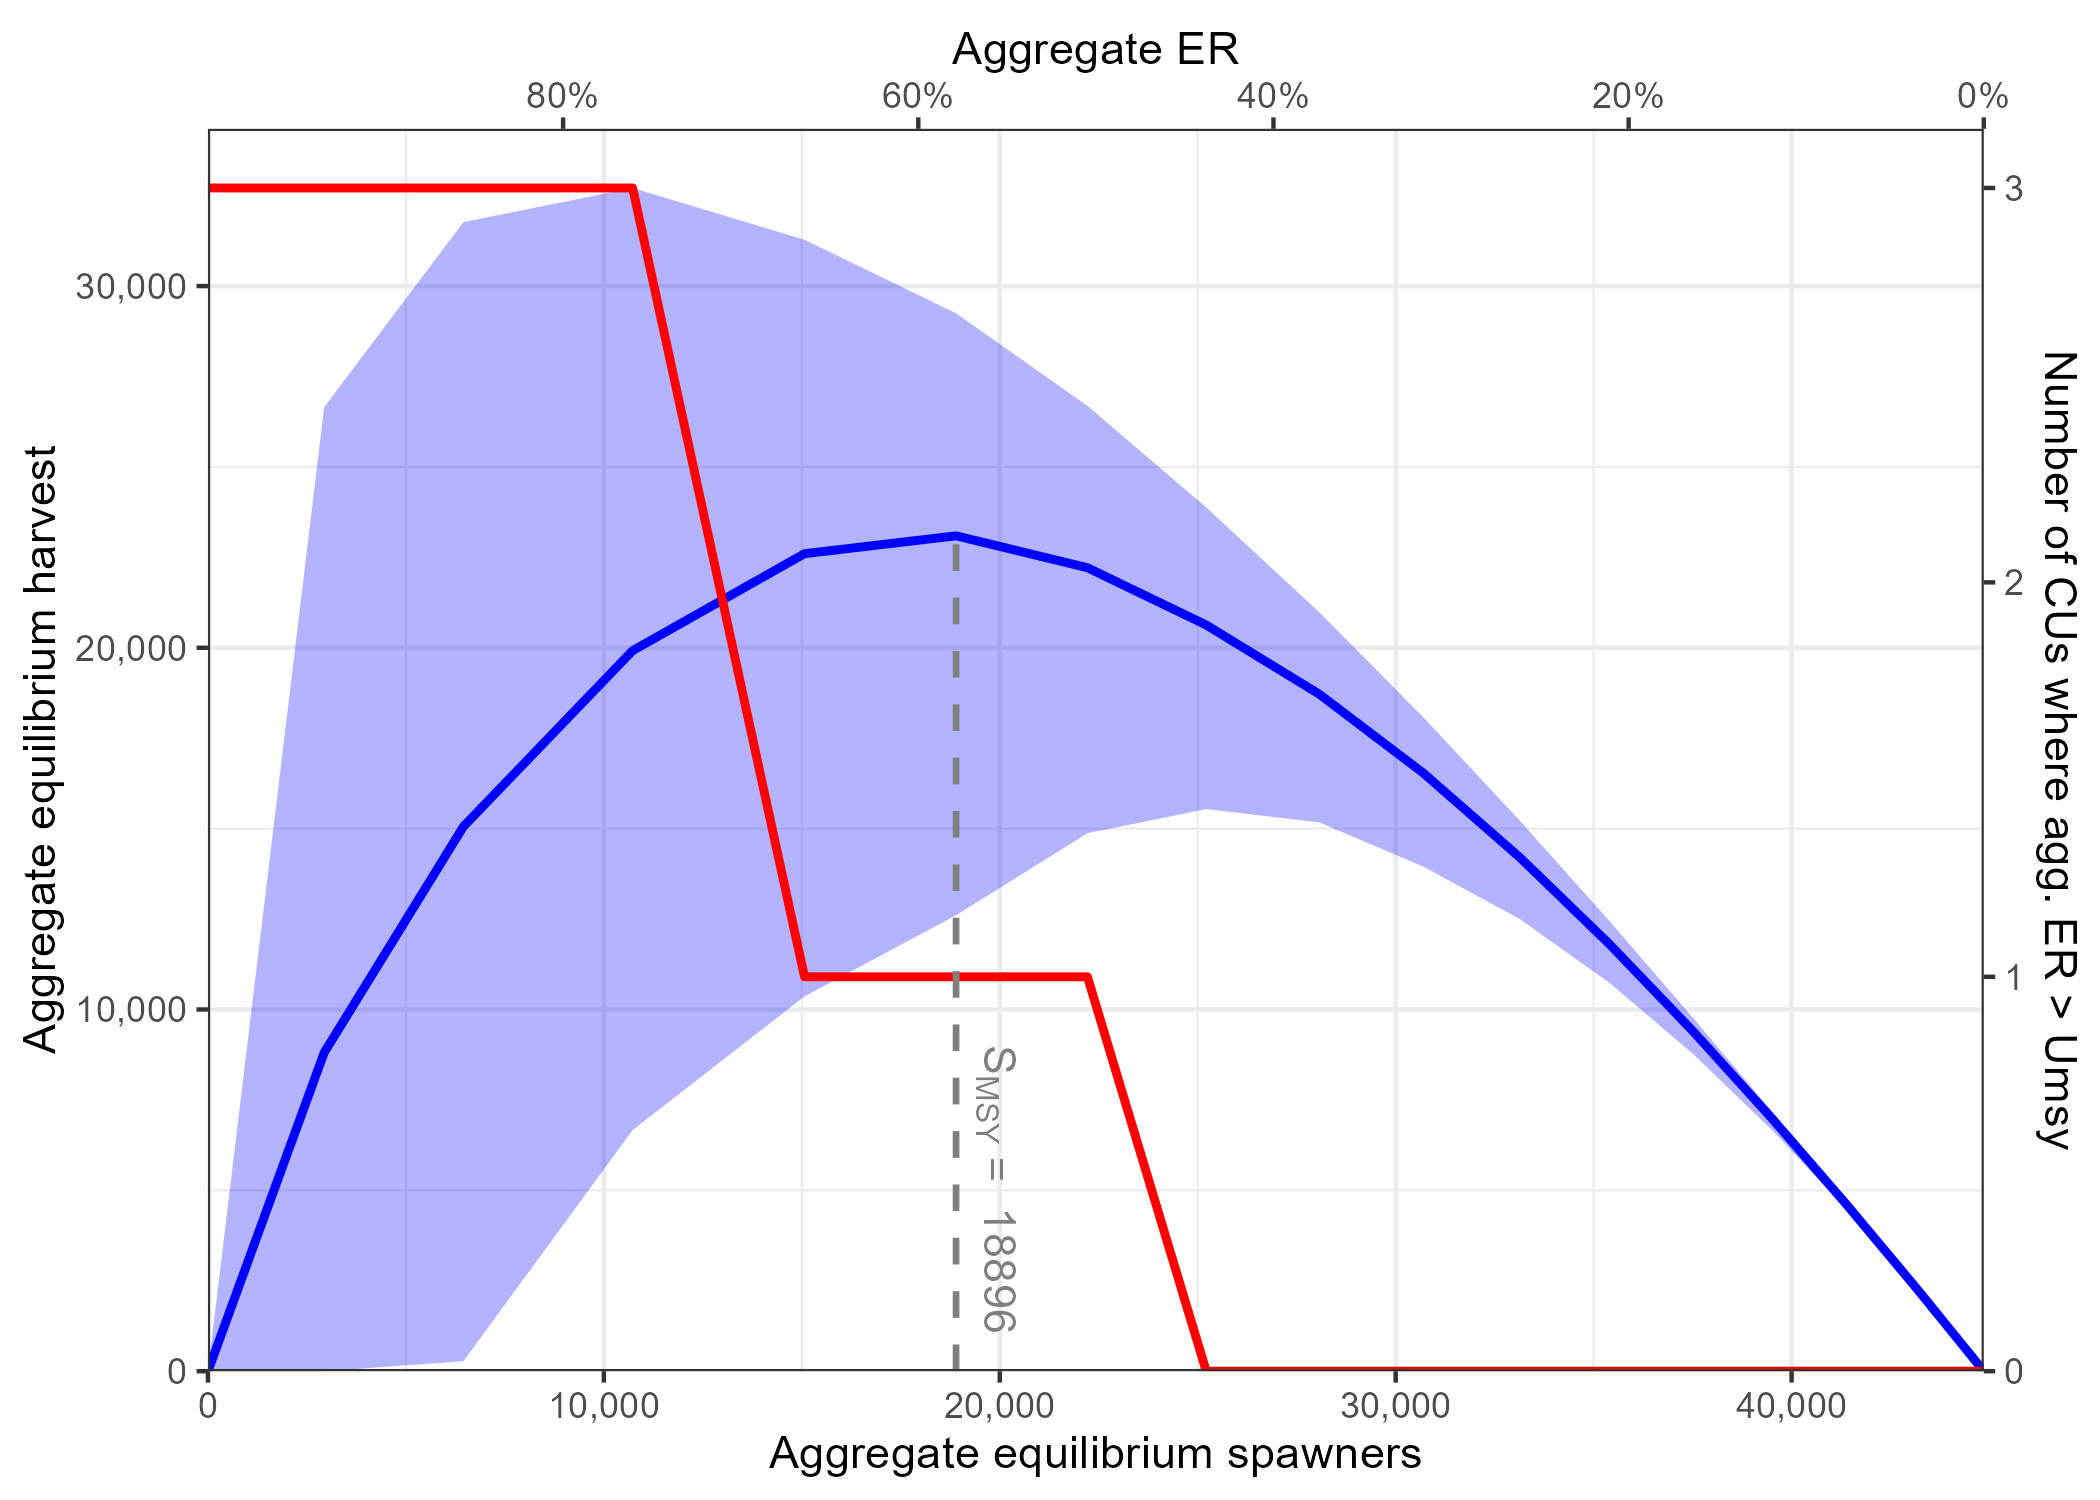 Aggregate ER
80% 60% 40% 20% 0%
Aggregate equilibrium harvest
30,000
20,000
10,000
0
3
2
1
0
Number of CUs where agg. ER > Umsy
SMSY = 18896
0 10,000 20,000 30,000 40,000
Aggregate equilibrium spawners